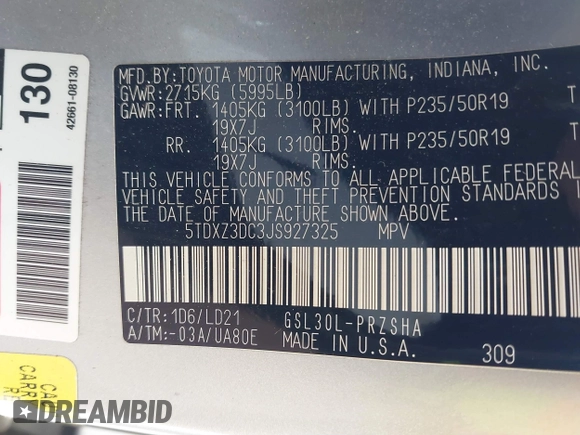 130
42661-08130
MFD.BY:TOYOTA MOTOR MANUFACTURING, INDIANA, INC.
GVWR:2715KG (5995LB)
GAWR:FRT. 1405KG (3100LB) WITH P235/50R19
19X7J RIMS.
RR. 1405KG (3100LB) WITH P235/50R19
19X7J RIMS.
THIS VEHICLE CONFORMS TO ALL APPLICABLE FEDERAL
VEHICLE SAFETY AND THEFT PREVENTION STANDARDS
THE DATE OF MANUFACTURE SHOWN ABOVE.
5TDXZ3DC3JS927325 MPV
C/TR:1D6/LD21 GSL30L-PRZSHA
A/TM:-03A/UA80E MADE IN U.S.A. 309
DREAMBID